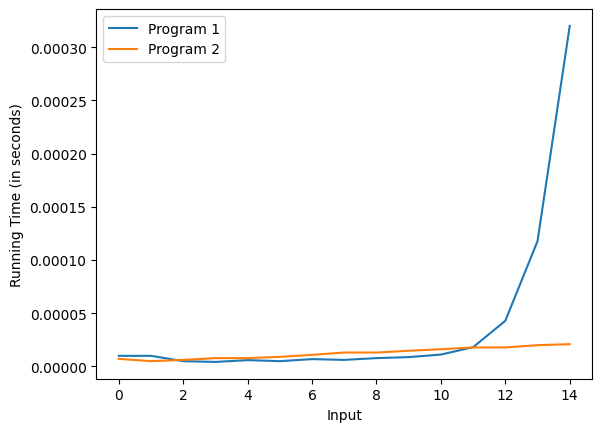 Program 1
Program 2
Running Time (in seconds)
0.00030
0.00025
0.00020
0.00015
0.00010
0.00005
0.00000
0 2 4 6 8 10 12 14
Input